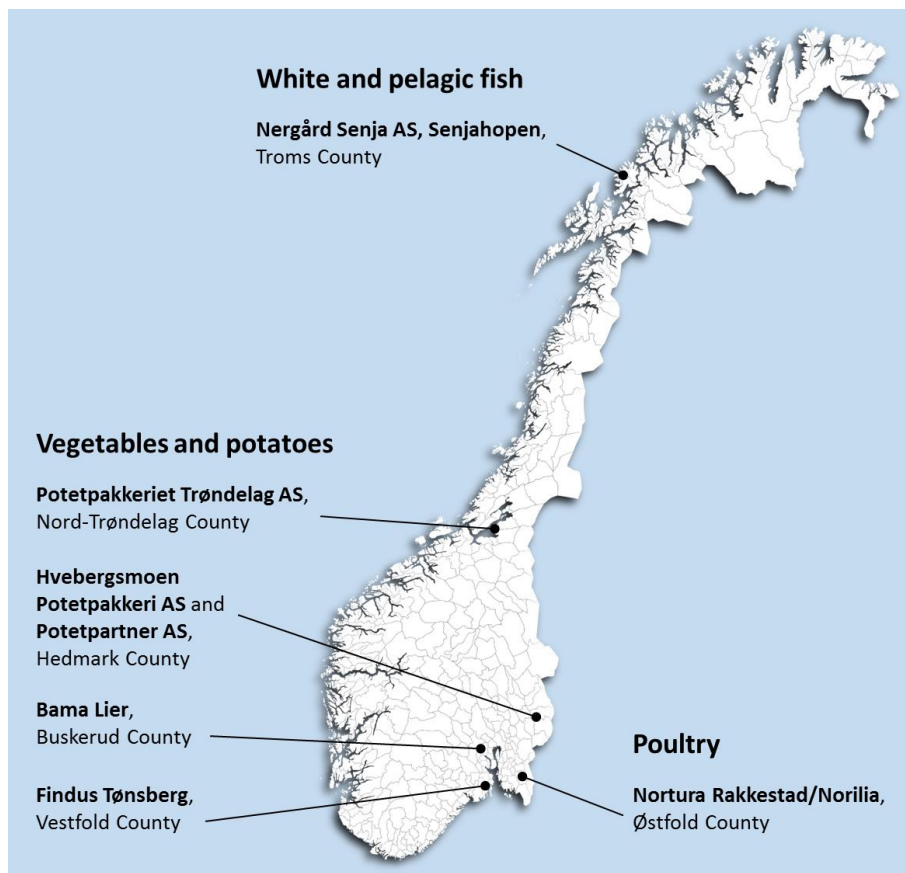 White and pelagic fish
Nergård Senja AS, Senjahopen,
Troms County
Vegetables and potatoes
Potetpakkeriet Trøndelag AS,
Nord-Trøndelag County
Hvebergsmoen
Potetpakkeri AS and
Potetpartner AS,
Hedmark County
Bama Lier,
Buskerud County
Findus Tønsberg,
Vestfold County
Poultry
Nortura Rakkestad/Norilia,
Østfold County